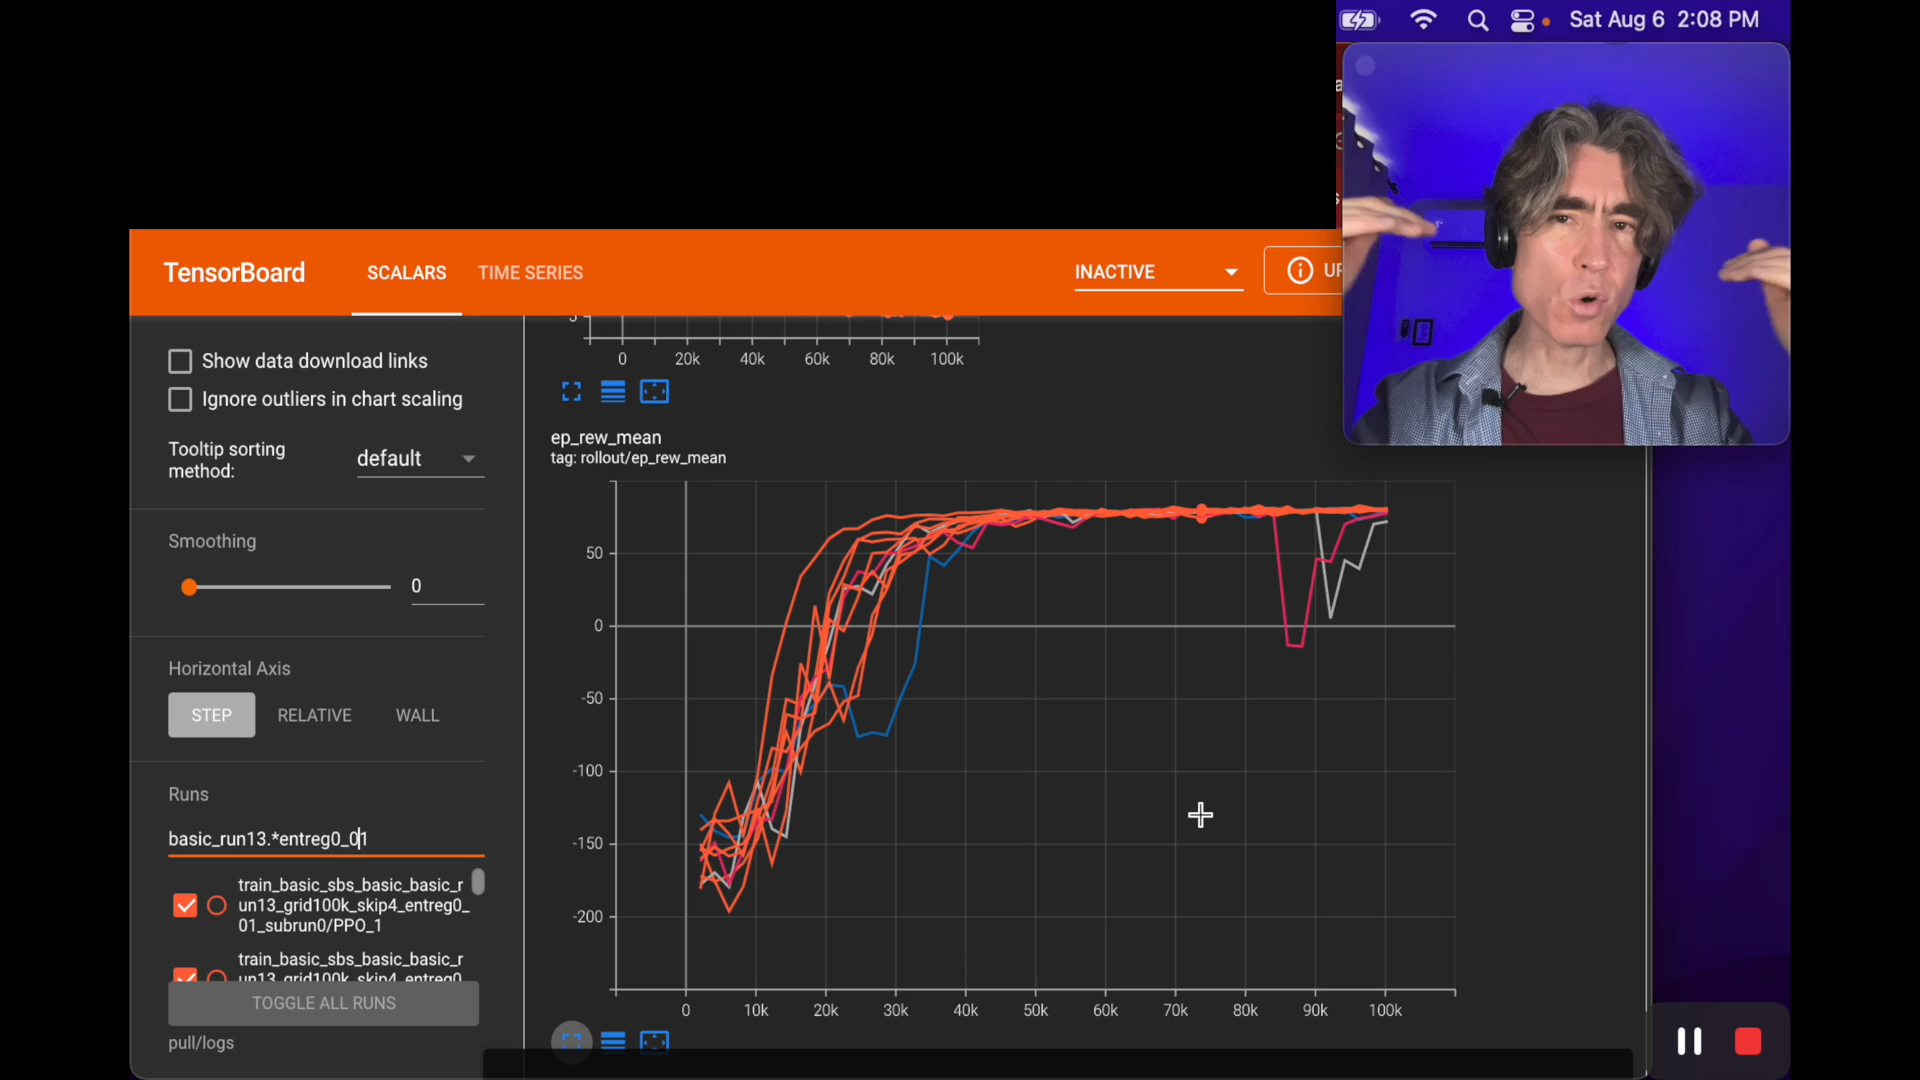 Sat Aug 6 2:08 PM
TensorBoard
SCALARS
TIME SERIES
INACTIVE
Show data download links
Ignore outliers in chart scaling
Tooltip sorting
method:
default
Smoothing
0
Horizontal Axis
STEP
RELATIVE
WALL
Runs
basic_run13.*entreg0_01
train_basic_sbs_basic_basic_r
un13_grid100k_skip4_entreg0_
01_subrun0/PPO_1
train_basic_sbs_basic_basic_r
un13_grid100k_skip4_entreg0
TOGGLE ALL RUNS
pull/logs
0 20k 40k 60k 80k 100k
ep_rew_mean
tag: rollout/ep_rew_mean
50
0
-50
-100
-150
-200
0 10k 20k 30k 40k 50k 60k 70k 80k 90k 100k